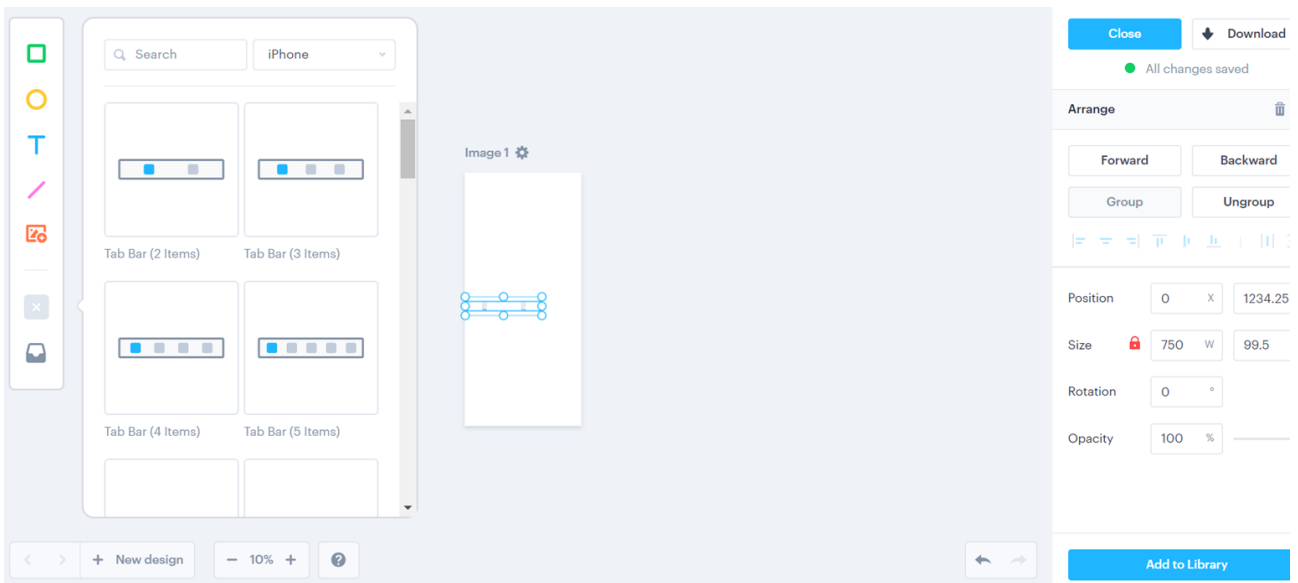 Search
iPhone
Tab Bar (2 Items)
Tab Bar (3 Items)
Tab Bar (4 Items)
Tab Bar (5 Items)
New design
10%
Image 1
Close
Download
All changes saved
Arrange
Forward
Backward
Group
Ungroup
Position
0 X
1234.25
Size
750 W
99.5
Rotation
0 °
Opacity
100 %
Add to Library